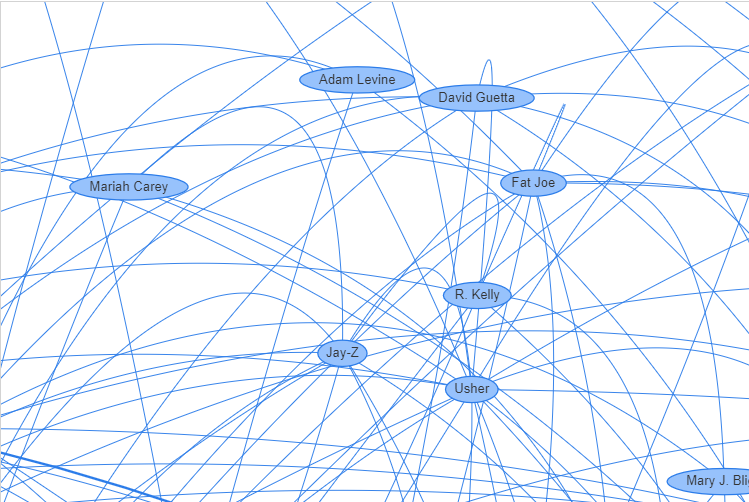 Adam Levine
David Guetta
Mariah Carey
Fat Joe
R. Kelly
Jay-Z
Usher
Mary J. Bli